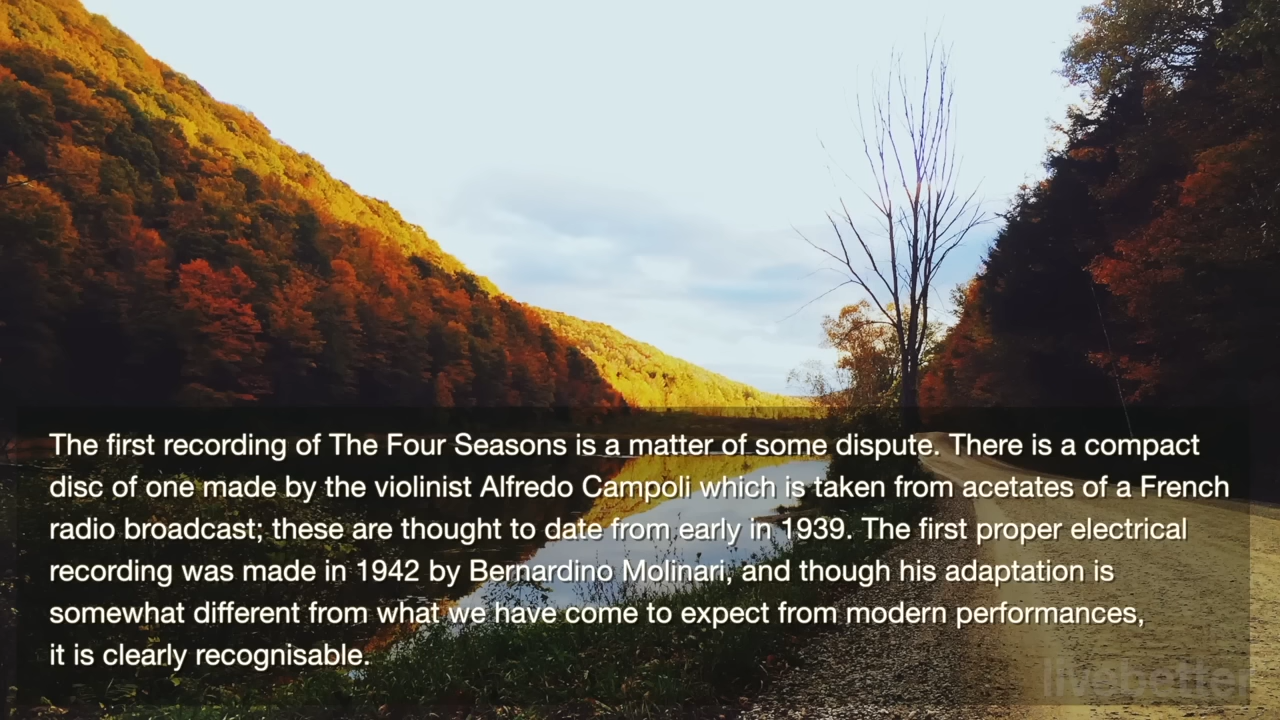 The first recording of The Four Seasons is a matter of some dispute. There is a compact
disc of one made by the violinist Alfredo Campoli which is taken from acetates of a French
radio broadcast; these are thought to date from early in 1939. The first proper electrical
recording was made in 1942 by Bernardino Molinari, and though his adaptation is
somewhat different from what we have come to expect from modern performances,
it is clearly recognisable.
livebetter